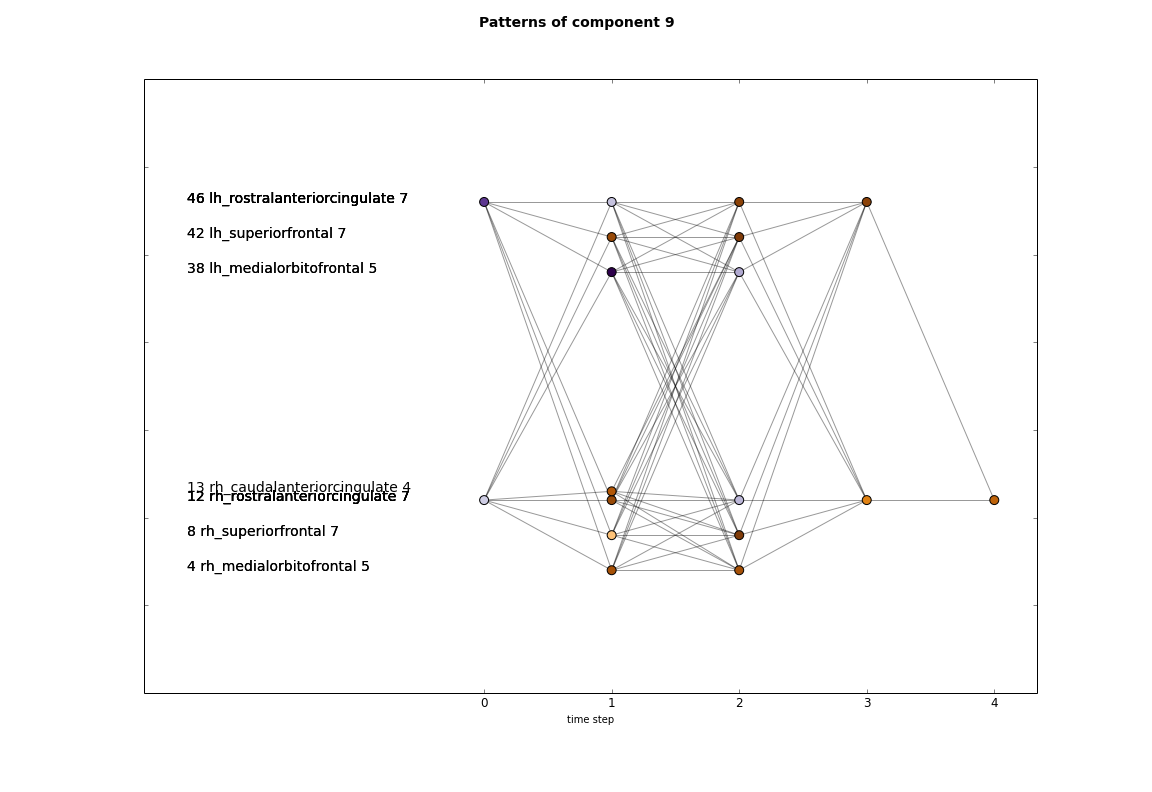 Patterns of component 9
46 lh_rostralanteriorcingulate 7
42 lh_superiorfrontal 7
38 lh_medialorbitofrontal 5
13 rh_caudalanteriorcingulate 4
12 rh_rostralanteriorcingulate 7
8 rh_superiorfrontal 7
4 rh_medialorbitofrontal 5
0 1 2 3 4
time step